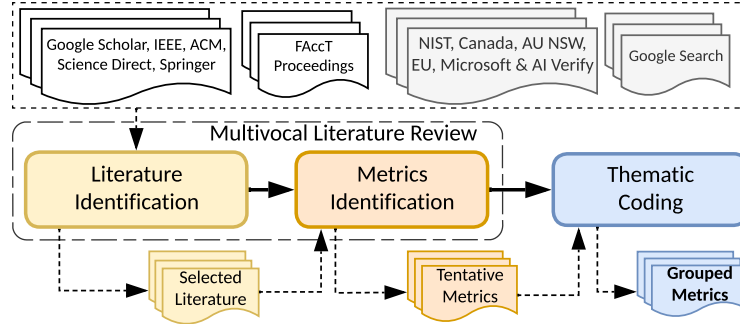 Google Scholar, IEEE, ACM,
Science Direct, Springer
FAccT
Proceedings
NIST, Canada, AU NSW,
EU, Microsoft & AI Verify
Google Search
Multivocal Literature Review
Literature
Identification
Metrics
Identification
Thematic
Coding
Selected
Literature
Tentative
Metrics
Grouped
Metrics